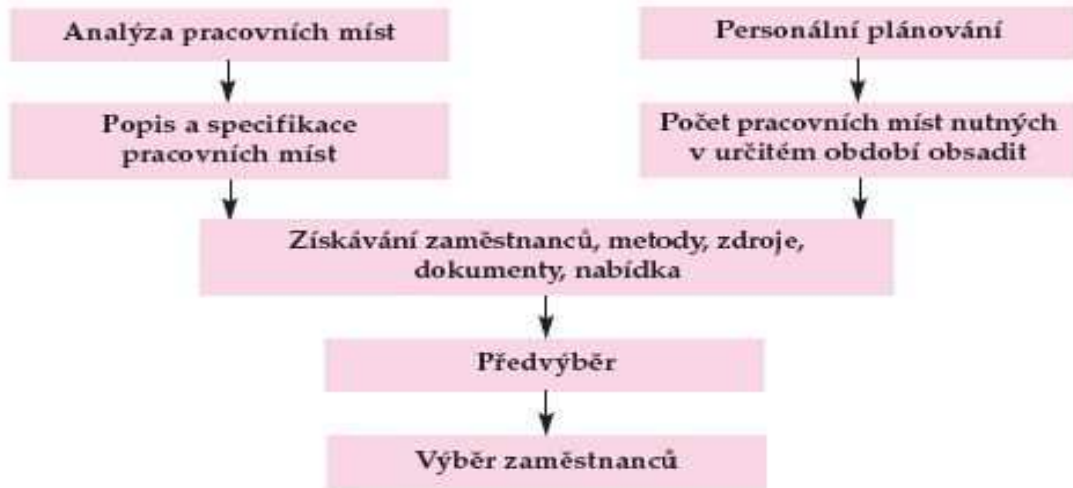 Analýza pracovních míst
Personální plánování
Popis a specifikace
pracovních míst
Počet pracovních míst nutných
v určitém období obsadit
Získávání zaměstnanců, metody, zdroje,
dokumenty, nabídka
Předvýběr
Výběr zaměstnanců